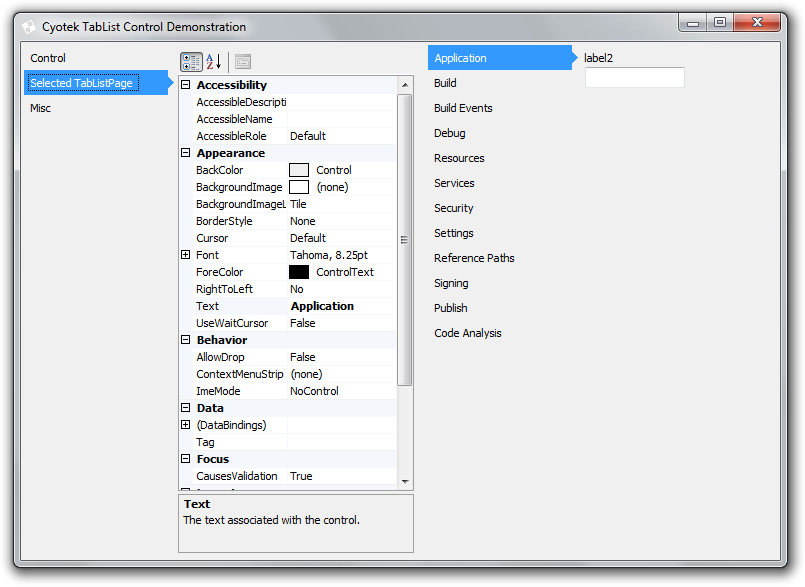 Cyotek TabList Control Demonstration
Control
Selected TabListPage
Misc
Accessibility
AccessibleDescripti
AccessibleName
AccessibleRole Default
Appearance
BackColor Control
BackgroundImage (none)
BackgroundImageL Tile
BorderStyle None
Cursor Default
Font Tahoma, 8.25pt
ForeColor ControlText
RightToLeft No
Text Application
UseWaitCursor False
Behavior
AllowDrop False
ContextMenuStrip (none)
ImeMode NoControl
Data
(DataBindings)
Tag
Focus
CausesValidation True
Text
The text associated with the control.
Application
Build
Build Events
Debug
Resources
Services
Security
Settings
Reference Paths
Signing
Publish
Code Analysis
label2